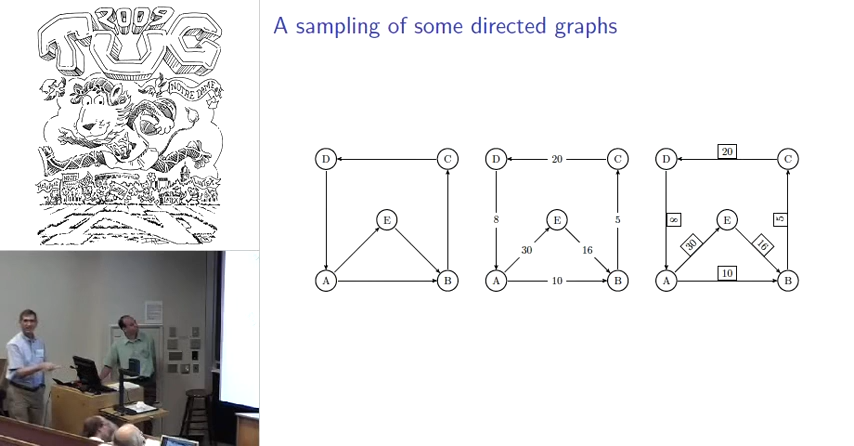 2009
TUG
NOTRE DAME
A sampling of some directed graphs
D C
E
A B
D 20 C
8 E 5
30 16
A 10 B
20
D C
8 E 5
30 16
10
A B